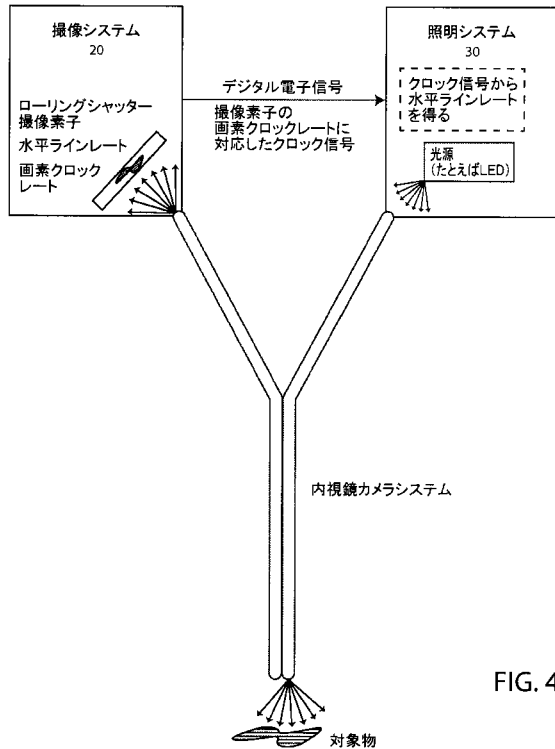 撮像システム
20
ローリングシャッター
撮像素子
水平ラインレート
画素クロック
レート
デジタル電子信号
撮像素子の
画素クロックレートに
対応したクロック信号
照明システム
30
クロック信号から
水平ラインレート
を得る
光源
(たとえばLED)
内視鏡カメラシステム
対象物
FIG. 4